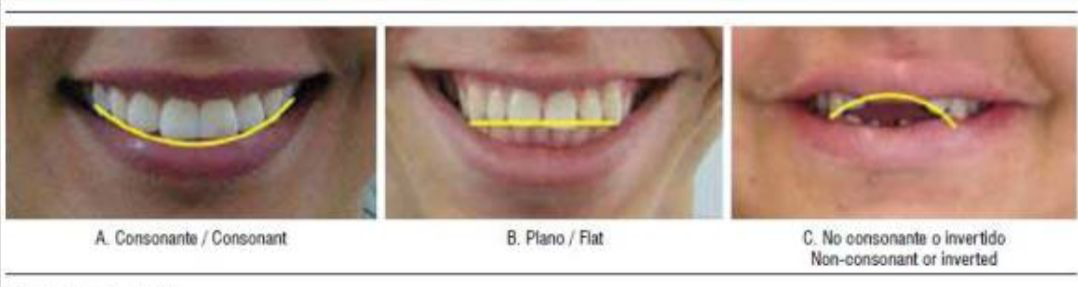 A. Consonante / Consonant
B. Plano / Flat
C. No consonante o invertido
Non-consonant or inverted